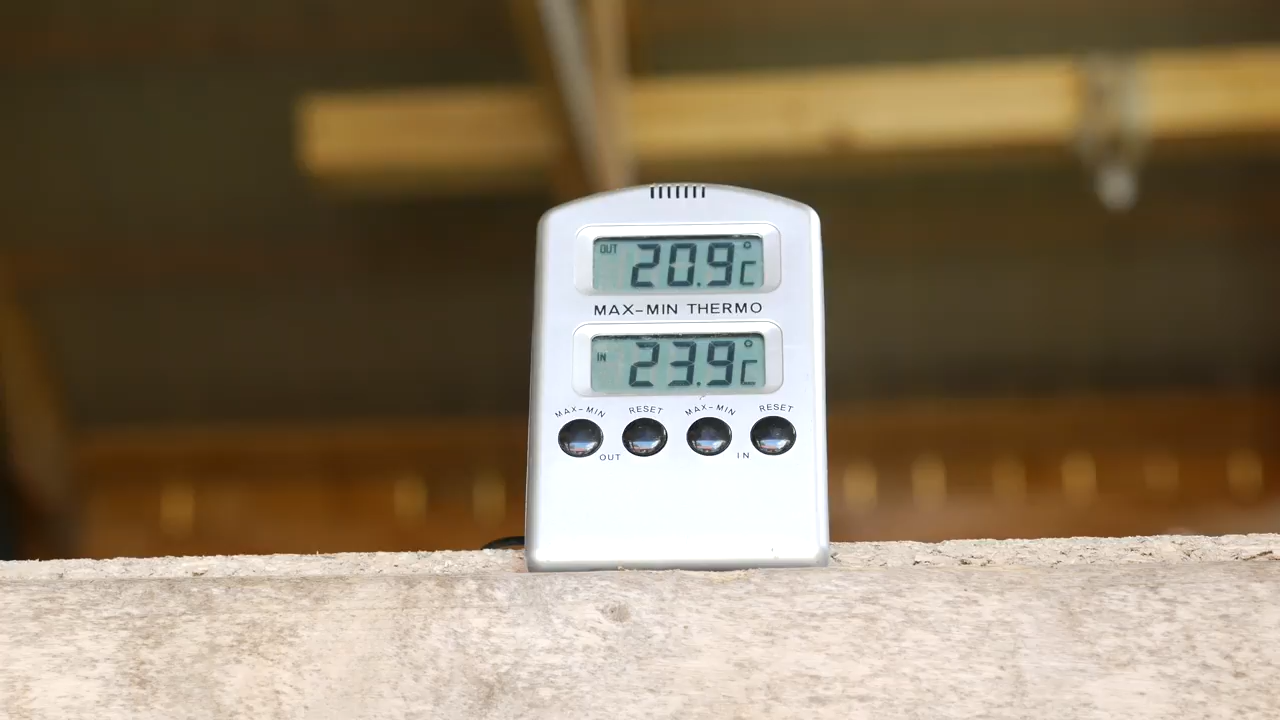 OUT 20.9°C
MAX-MIN THERMO
IN 23.9°C
MAX-MIN RESET MAX-MIN RESET
OUT IN